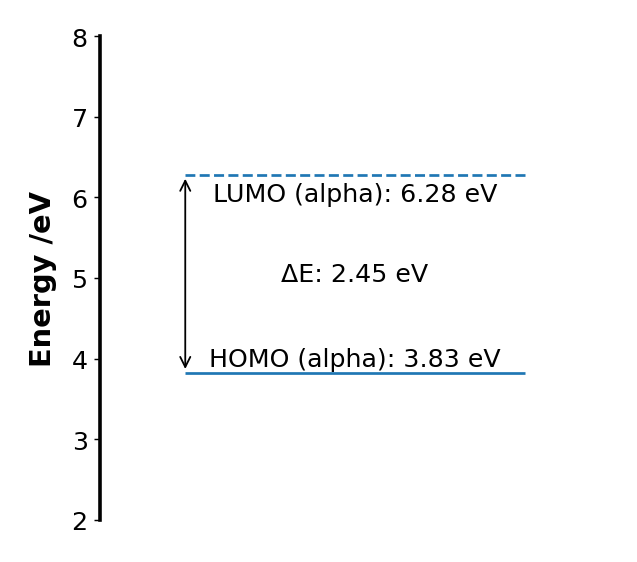 8
7
6
5
4
3
2
Energy /eV
LUMO (alpha): 6.28 eV
ΔE: 2.45 eV
HOMO (alpha): 3.83 eV